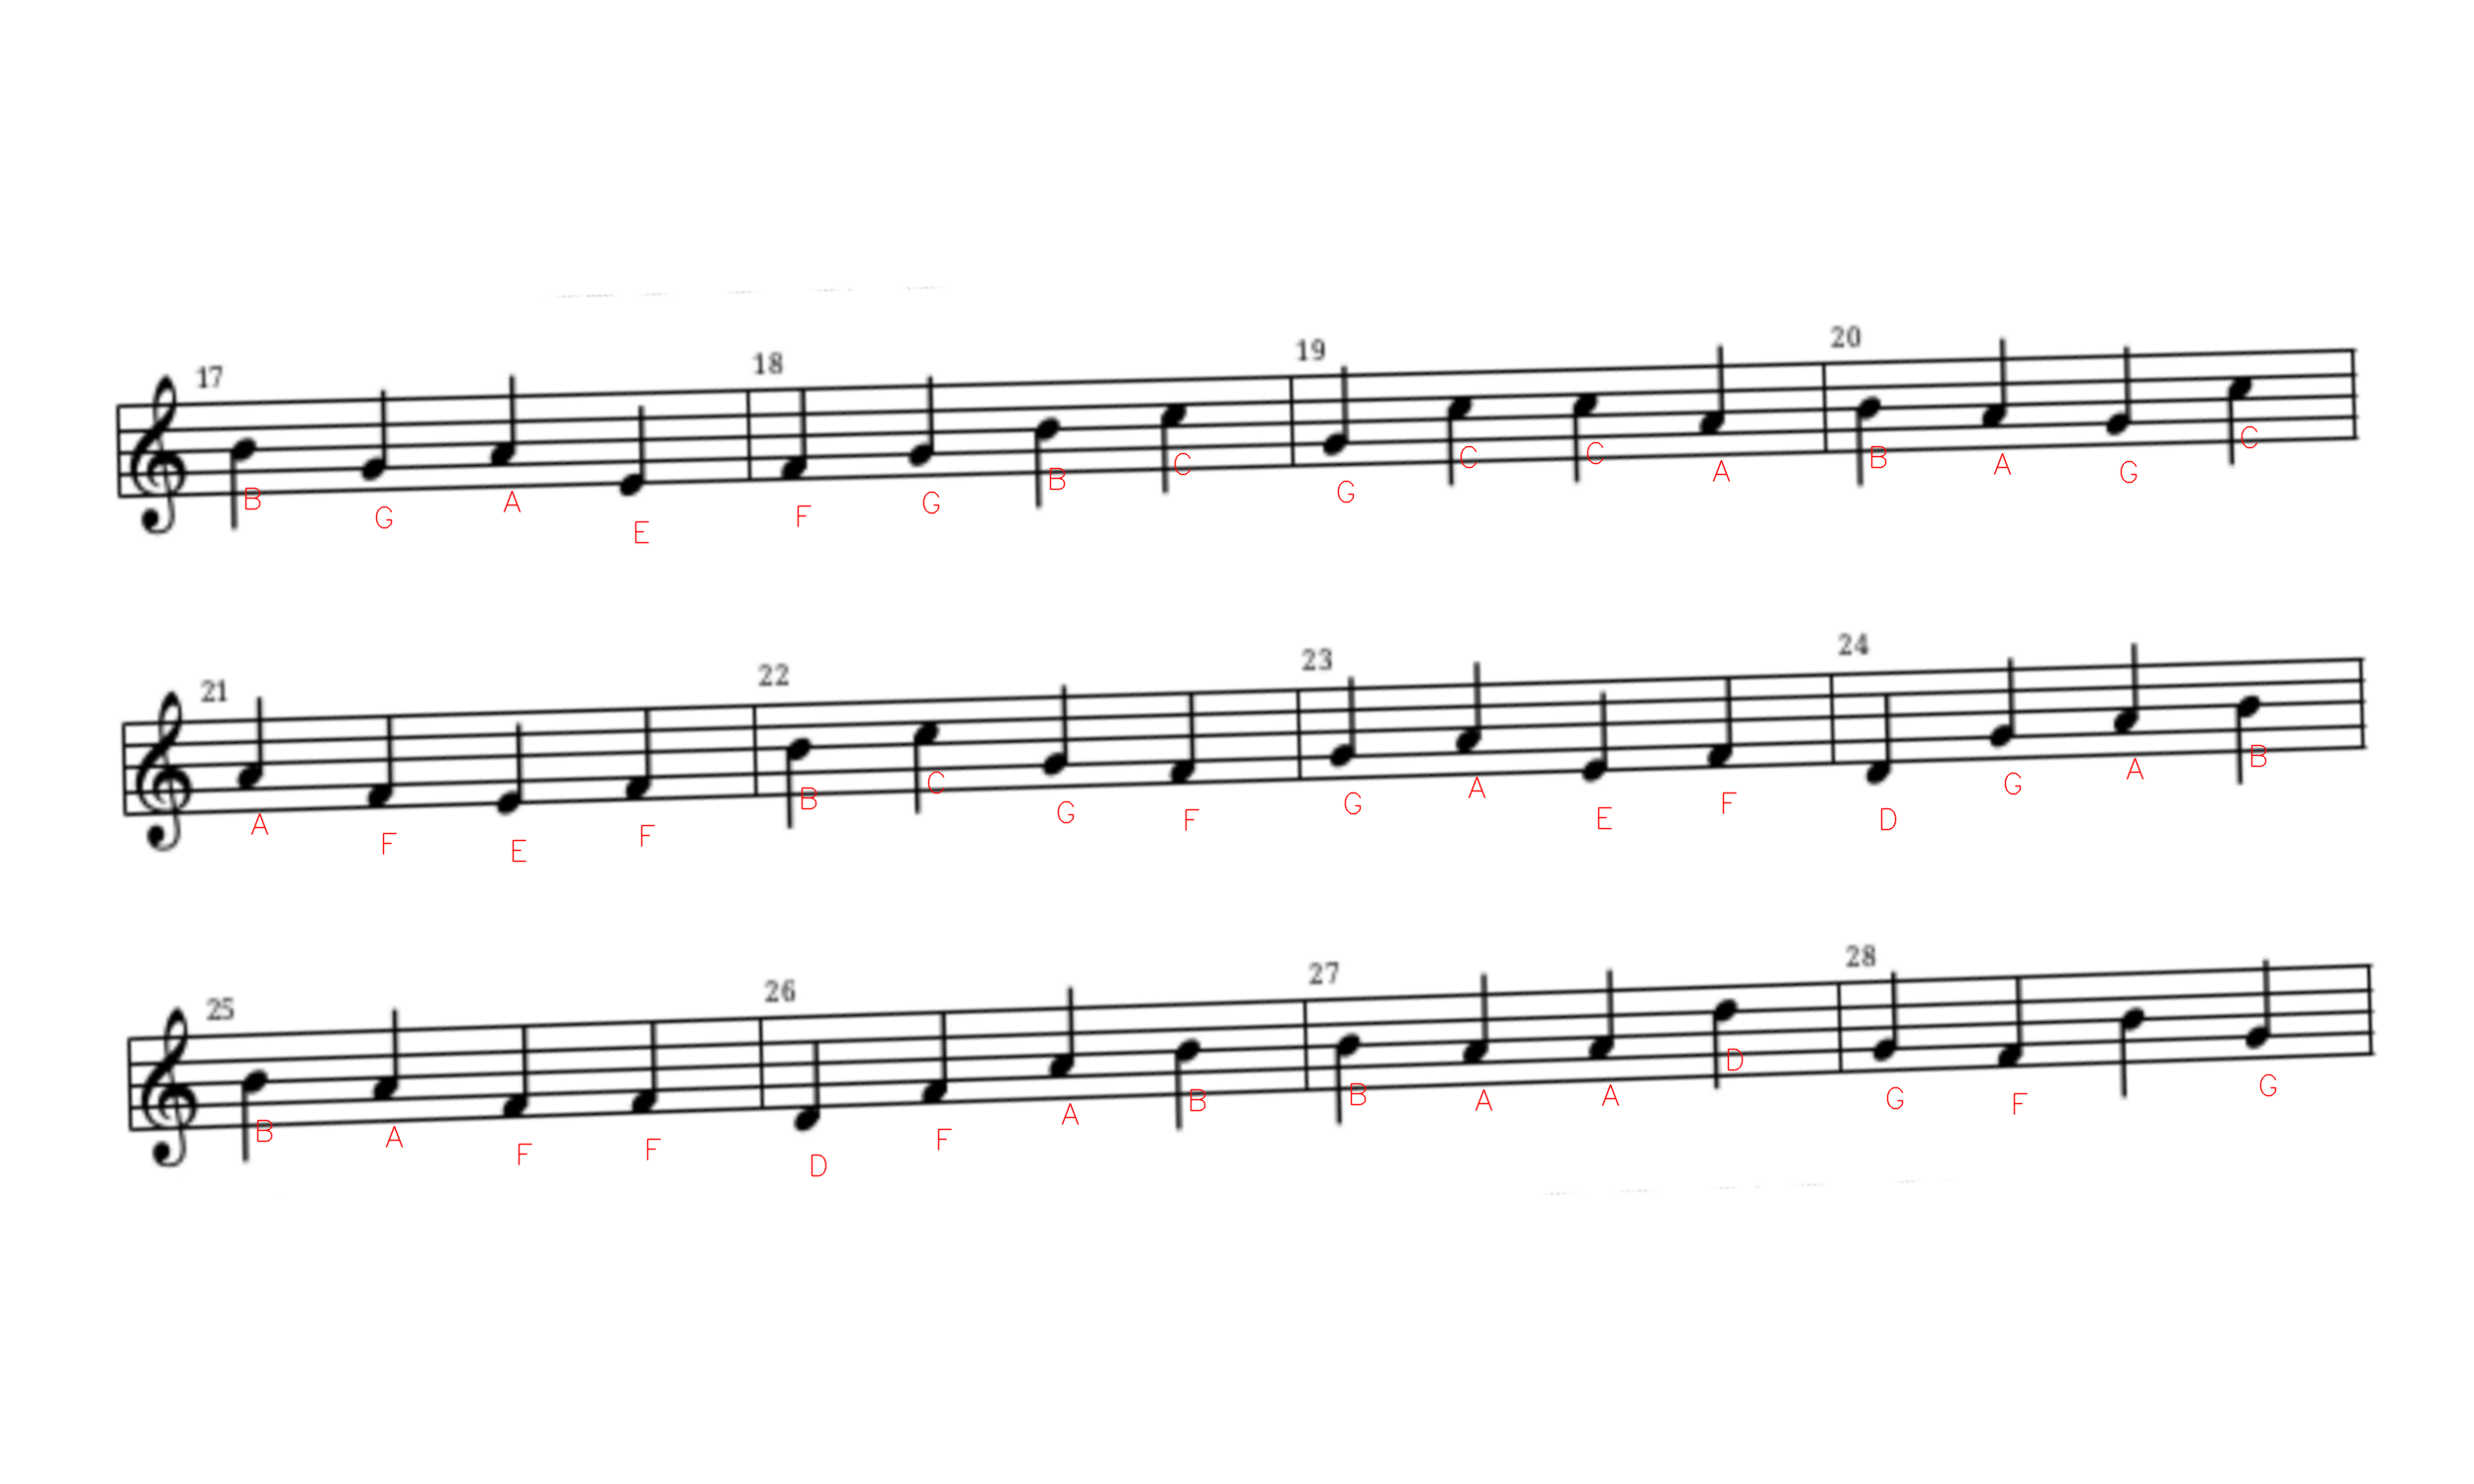 17 18 19 20
B G A E F G B C G C C A B A G C
21 22 23 24
A F E F B C G F G A E F D G A B
25 26 27 28
B A F F D F A B B A A D G F G